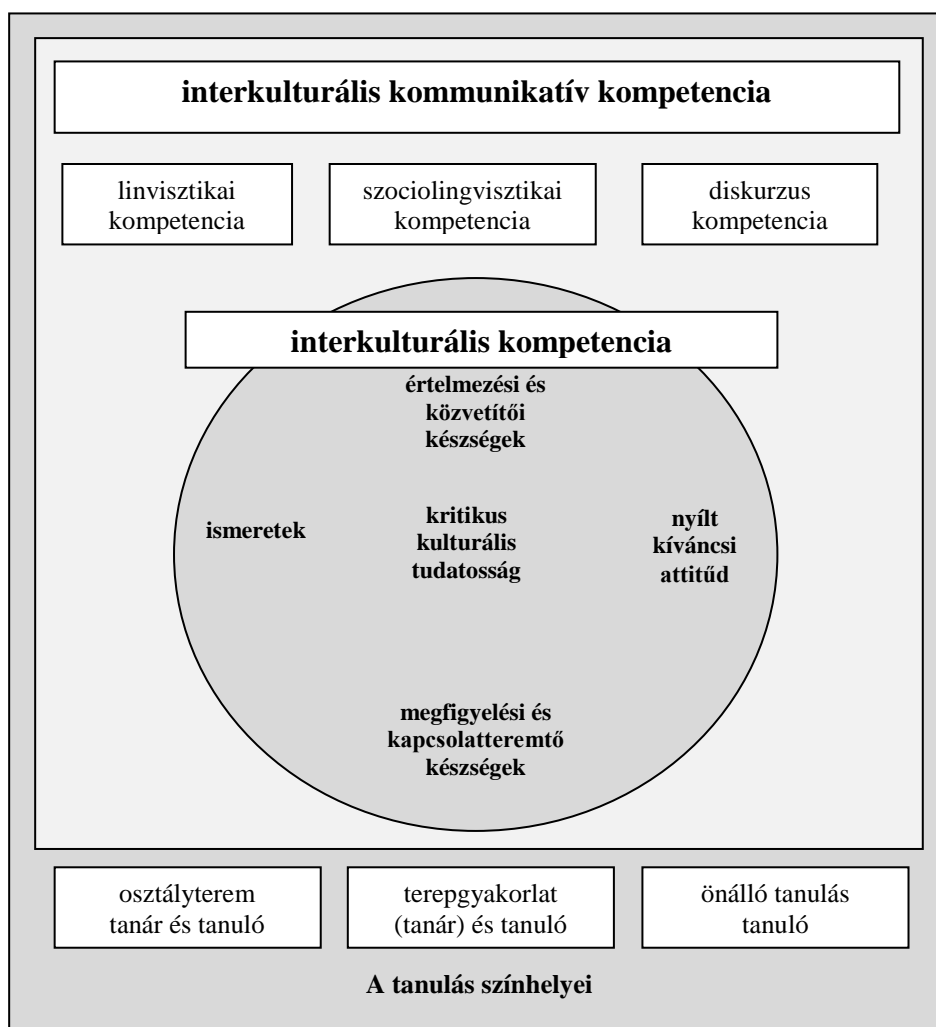 interkulturális kommunikatív kompetencia
linvisztikai
kompetencia
szociolingvisztikai
kompetencia
diskurzus
kompetencia
interkulturális kompetencia
értelmezési és
közvetítői
készségek
ismeretek
kritikus
kulturális
tudatosság
nyílt
kíváncsi
attitűd
megfigyelési és
kapcsolatteremtő
készségek
osztályterem
tanár és tanuló
terepgyakorlat
(tanár) és tanuló
önálló tanulás
tanuló
A tanulás színhelyei